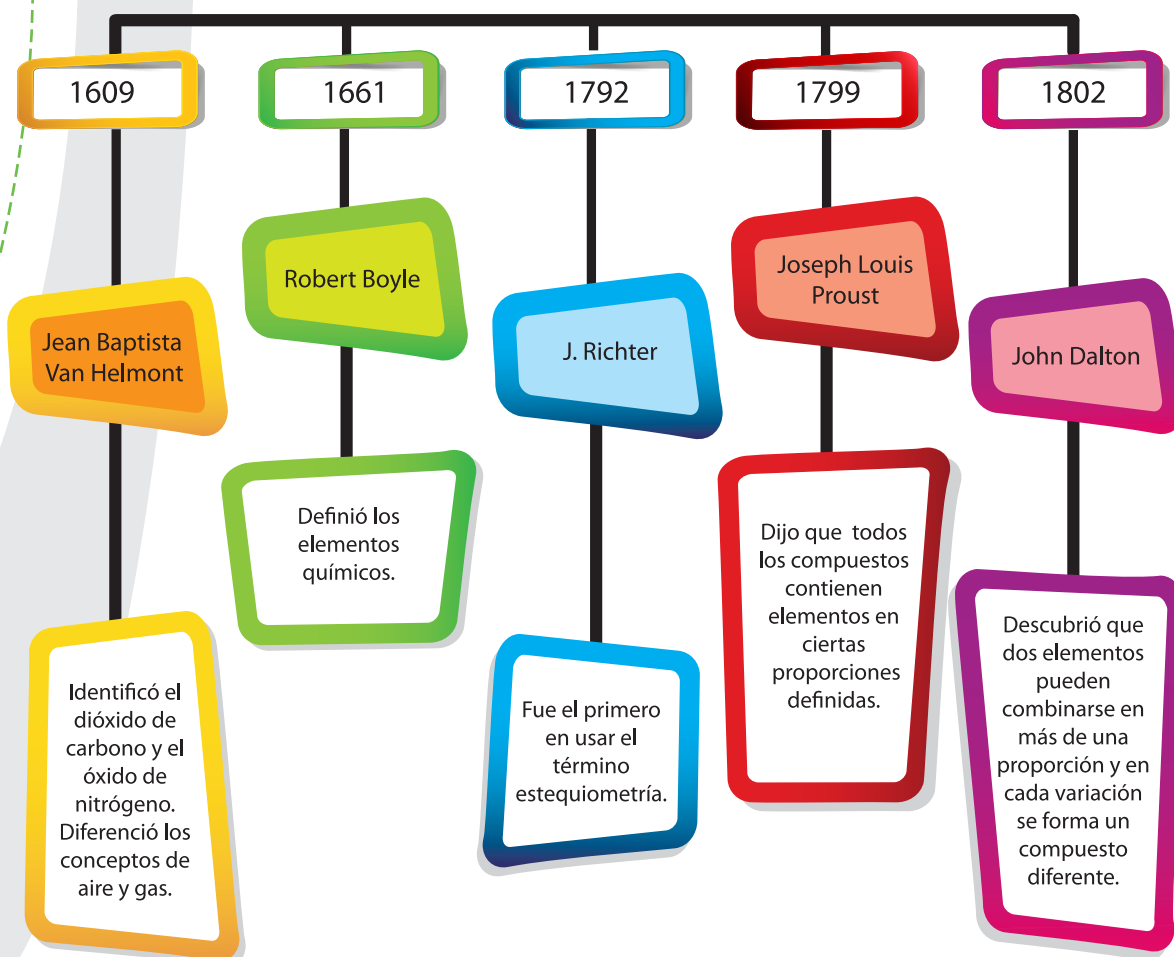 1609
1661
1792
1799
1802
Jean Baptista
Van Helmont
Robert Boyle
J. Richter
Joseph Louis
Proust
John Dalton
Identificó el
dióxido de
carbono y el
óxido de
nitrógeno.
Diferenció los
conceptos de
aire y gas.
Definió los
elementos
químicos.
Fue el primero
en usar el
término
estequiometría.
Dijo que todos
los compuestos
contienen
elementos en
ciertas
proporciones
definidas.
Descubrió que
dos elementos
pueden
combinarse en
más de una
proporción y en
cada variación
se forma un
compuesto
diferente.